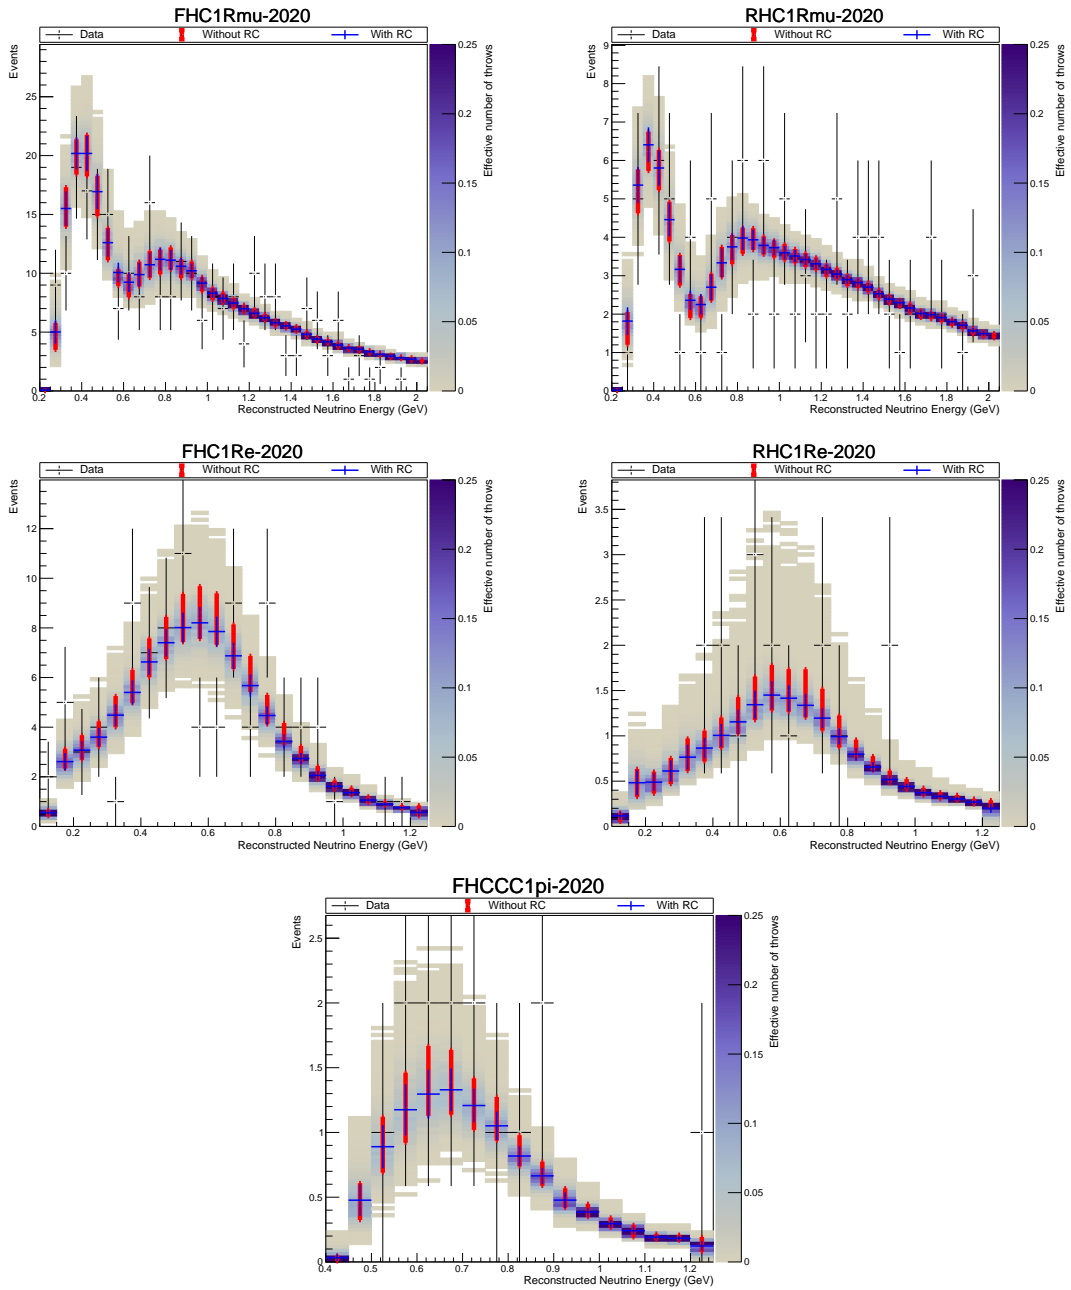 FHC1Rmu-2020
Data Without RC With RC
Events
25
20
15
10
5
0
0.2 0.4 0.6 0.8 1 1.2 1.4 1.6 1.8 2
Reconstructed Neutrino Energy (GeV)
0.25
0.2
0.15
0.1
0.05
0
Effective number of throws
RHC1Rmu-2020
Data Without RC With RC
Events
9
8
7
6
5
4
3
2
1
0
0.2 0.4 0.6 0.8 1 1.2 1.4 1.6 1.8 2
Reconstructed Neutrino Energy (GeV)
0.25
0.2
0.15
0.1
0.05
0
Effective number of throws
FHC1Re-2020
Data Without RC With RC
Events
12
10
8
6
4
2
0
0.2 0.4 0.6 0.8 1 1.2
Reconstructed Neutrino Energy (GeV)
0.25
0.2
0.15
0.1
0.05
0
Effective number of throws
RHC1Re-2020
Data Without RC With RC
Events
3.5
3
2.5
2
1.5
1
0.5
0
0.2 0.4 0.6 0.8 1 1.2
Reconstructed Neutrino Energy (GeV)
0.25
0.2
0.15
0.1
0.05
0
Effective number of throws
FHCCC1pi-2020
Data Without RC With RC
Events
2.5
2
1.5
1
0.5
0
0.4 0.5 0.6 0.7 0.8 0.9 1 1.1 1.2
Reconstructed Neutrino Energy (GeV)
0.25
0.2
0.15
0.1
0.05
0
Effective number of throws